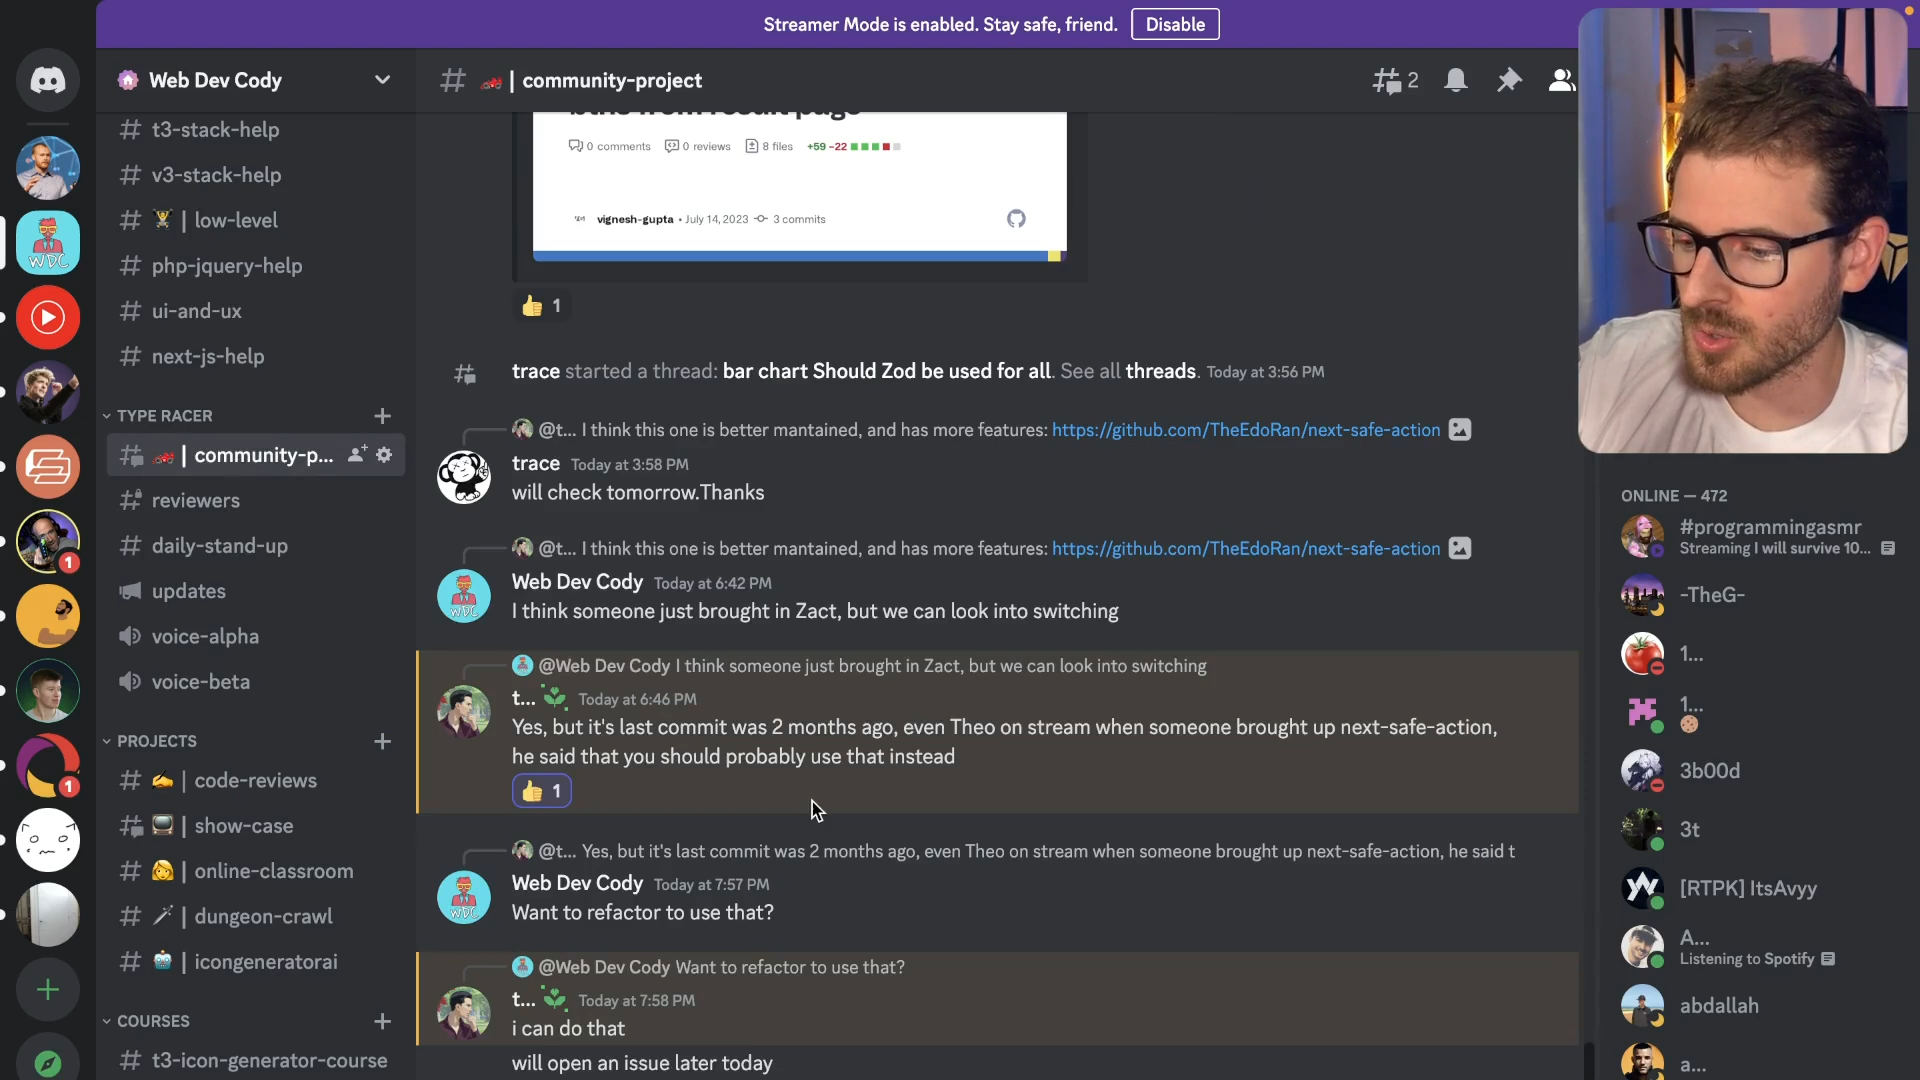 Streamer Mode is enabled. Stay safe, friend.
Disable
Web Dev Cody
t3-stack-help
v3-stack-help
| low-level
php-jquery-help
ui-and-ux
next-js-help
TYPE RACER
| community-p...
reviewers
daily-stand-up
updates
voice-alpha
voice-beta
PROJECTS
| code-reviews
| show-case
| online-classroom
| dungeon-crawl
| icongeneratorai
COURSES
t3-icon-generator-course
WDC
1
1
| community-project
2
0 comments 0 reviews 8 files +59 -22
vignesh-gupta • July 14, 2023 3 commits
👍 1
trace started a thread: bar chart Should Zod be used for all. See all threads. Today at 3:56 PM
@t... I think this one is better mantained, and has more features: https://github.com/TheEdoRan/next-safe-action
trace Today at 3:58 PM
will check tomorrow.Thanks
@t... I think this one is better mantained, and has more features: https://github.com/TheEdoRan/next-safe-action
Web Dev Cody Today at 6:42 PM
I think someone just brought in Zact, but we can look into switching
@Web Dev Cody I think someone just brought in Zact, but we can look into switching
t... Today at 6:46 PM
Yes, but it's last commit was 2 months ago, even Theo on stream when someone brought up next-safe-action,
he said that you should probably use that instead
👍 1
@t... Yes, but it's last commit was 2 months ago, even Theo on stream when someone brought up next-safe-action, he said t
Web Dev Cody Today at 7:57 PM
Want to refactor to use that?
@Web Dev Cody Want to refactor to use that?
t... Today at 7:58 PM
i can do that
will open an issue later today
ONLINE — 472
#programmingasmr
Streaming I will survive 10...
-TheG-
1...
1...
3b00d
3t
[RTPK] ItsAvyy
A...
Listening to Spotify
abdallah
a...